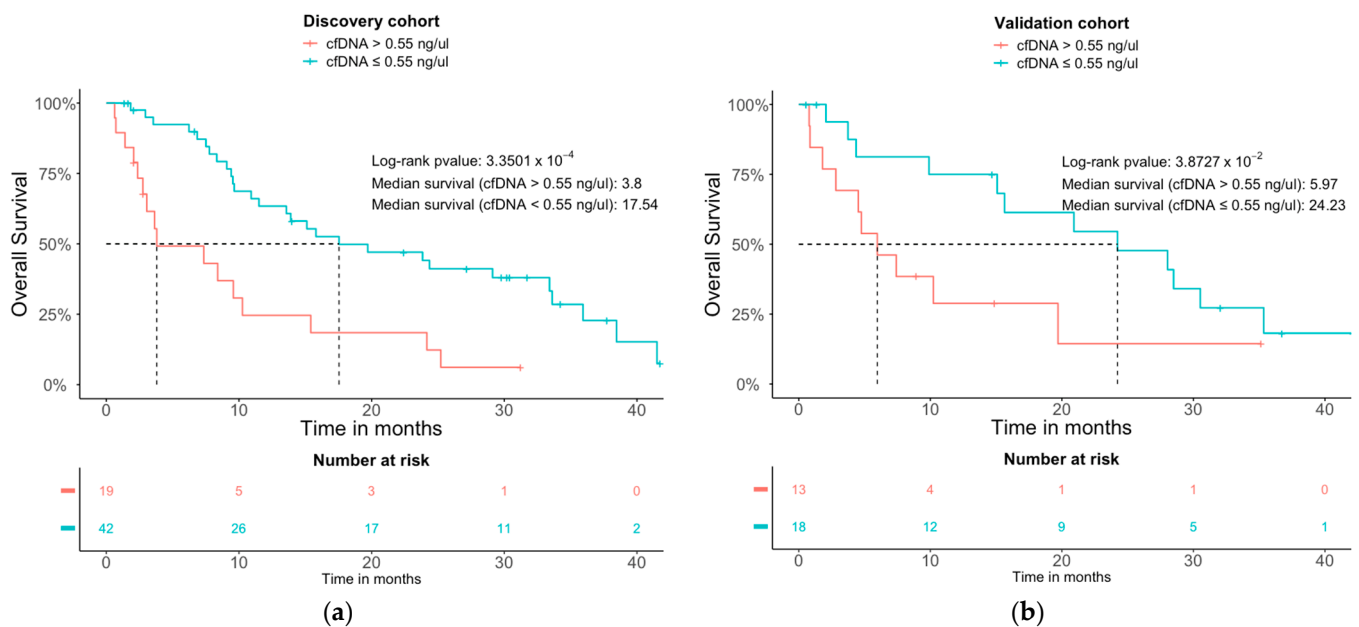 Discovery cohort
cfDNA > 0.55 ng/ul
cfDNA ≤ 0.55 ng/ul
100%
75%
50%
25%
0%
Overall Survival
Log-rank pvalue: 3.3501 x 10⁻⁴
Median survival (cfDNA > 0.55 ng/ul): 3.8
Median survival (cfDNA < 0.55 ng/ul): 17.54
0 10 20 30 40
Time in months
Number at risk
19 5 3 1 0
42 26 17 11 2
0 10 20 30 40
Time in months
(a)
Validation cohort
cfDNA > 0.55 ng/ul
cfDNA ≤ 0.55 ng/ul
100%
75%
50%
25%
0%
Overall Survival
Log-rank pvalue: 3.8727 x 10⁻²
Median survival (cfDNA > 0.55 ng/ul): 5.97
Median survival (cfDNA ≤ 0.55 ng/ul): 24.23
0 10 20 30 40
Time in months
Number at risk
13 4 1 1 0
18 12 9 5 1
0 10 20 30 40
Time in months
(b)